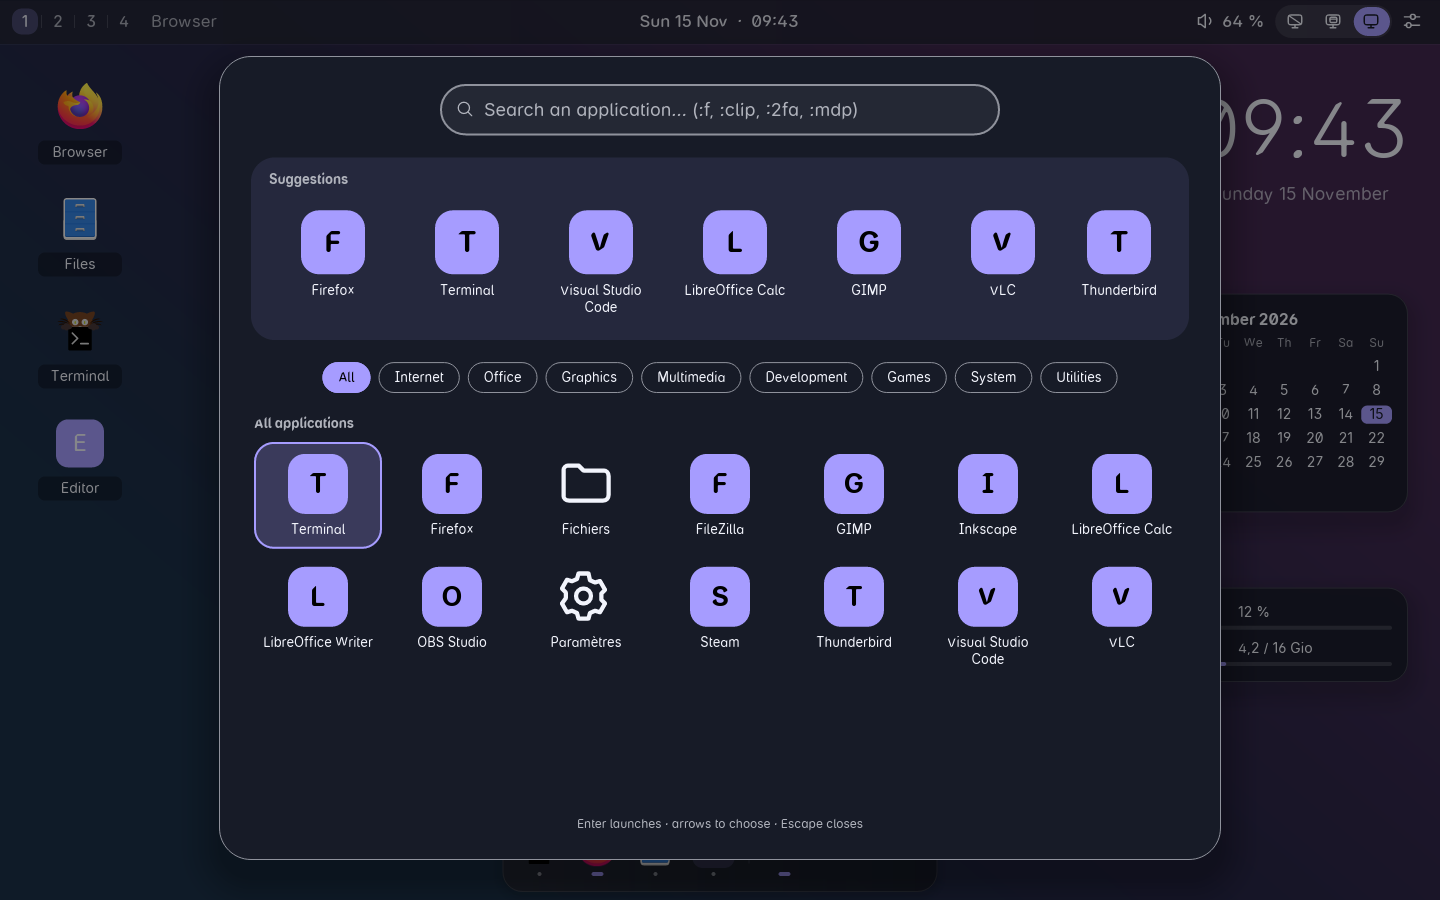 1 2 3 4 Browser Sun 15 Nov · 09:43 64 %
Search an application... (:f, :clip, :2fa, :mdp)
09:43
unday 15 November
Browser
Files
Terminal
E
Editor
Suggestions
F T V L G V T
Firefox Terminal Visual Studio Code LibreOffice Calc GIMP VLC Thunderbird
All Internet Office Graphics Multimedia Development Games System Utilities
All applications
T F F G I L
Terminal Firefox Fichiers FileZilla GIMP Inkscape LibreOffice Calc
L O S T V V
LibreOffice Writer OBS Studio Paramètres Steam Thunderbird Visual Studio Code VLC
Enter launches · arrows to choose · Escape closes
mber 2026
We Th Fr Sa Su
1
4 5 6 7 8
11 12 13 14 15
18 19 20 21 22
25 26 27 28 29
12 %
4,2 / 16 Gio